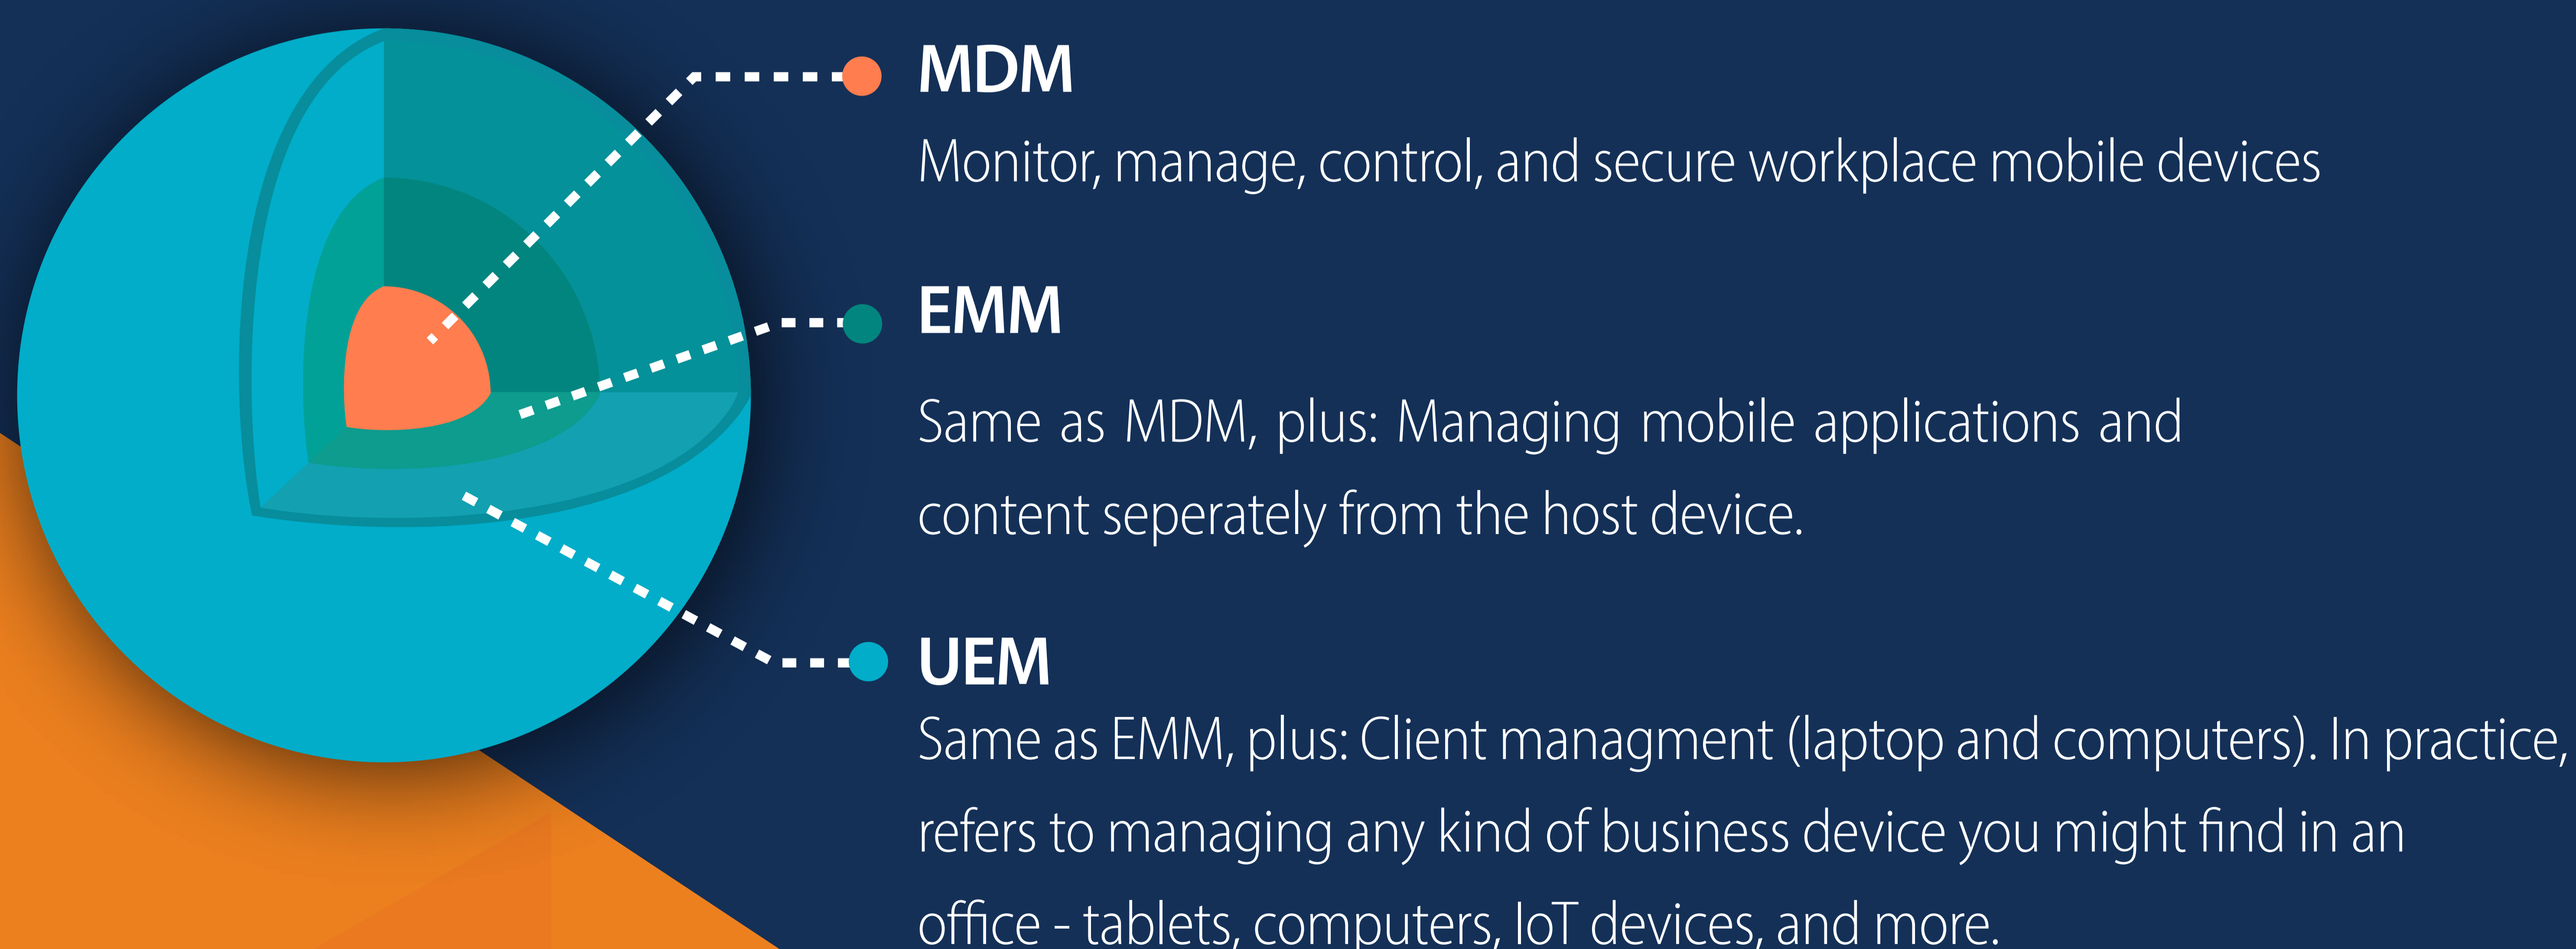 MDM
Monitor, manage, control, and secure workplace mobile devices
EMM
Same as MDM, plus: Managing mobile applications and
content seperately from the host device.
UEM
Same as EMM, plus: Client managment (laptop and computers). In practice,
refers to managing any kind of business device you might find in an
office - tablets, computers, IoT devices, and more.